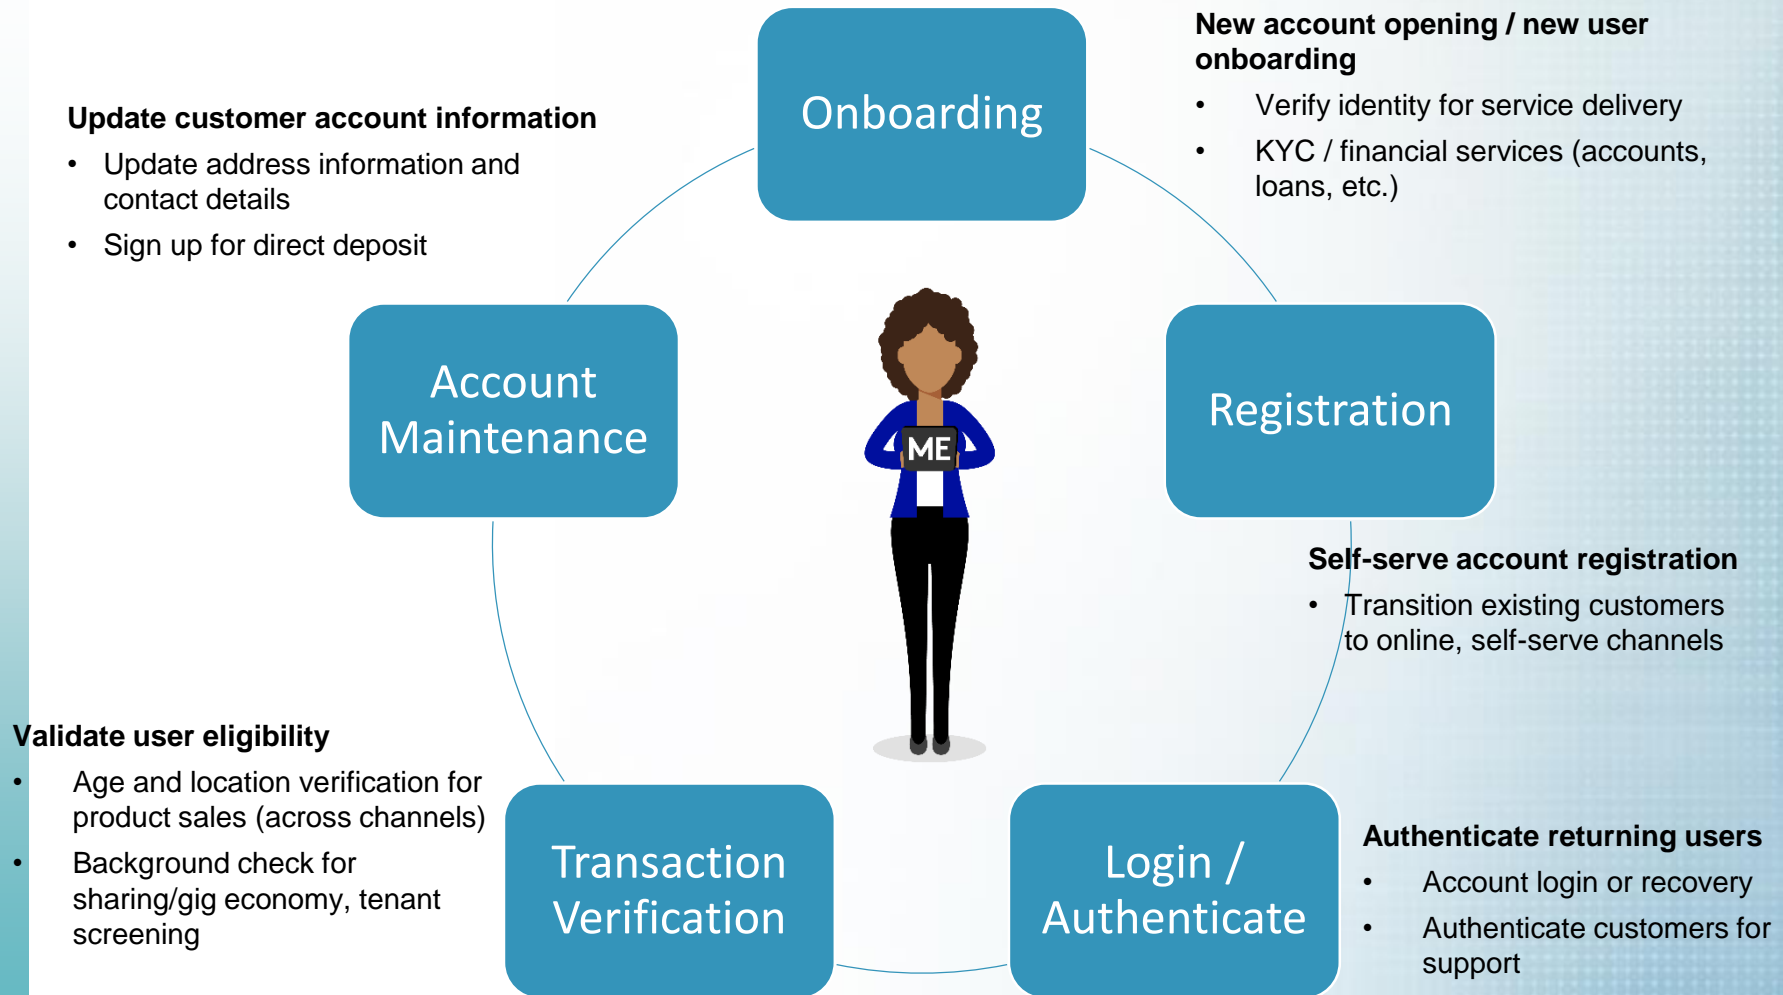 Onboarding
New account opening / new user
onboarding
• Verify identity for service delivery
• KYC / financial services (accounts,
loans, etc.)
Update customer account information
• Update address information and
contact details
• Sign up for direct deposit
Account
Maintenance
ME
Registration
Self-serve account registration
• Transition existing customers
to online, self-serve channels
Validate user eligibility
• Age and location verification for
product sales (across channels)
• Background check for
sharing/gig economy, tenant
screening
Transaction
Verification
Login /
Authenticate
Authenticate returning users
• Account login or recovery
• Authenticate customers for
support